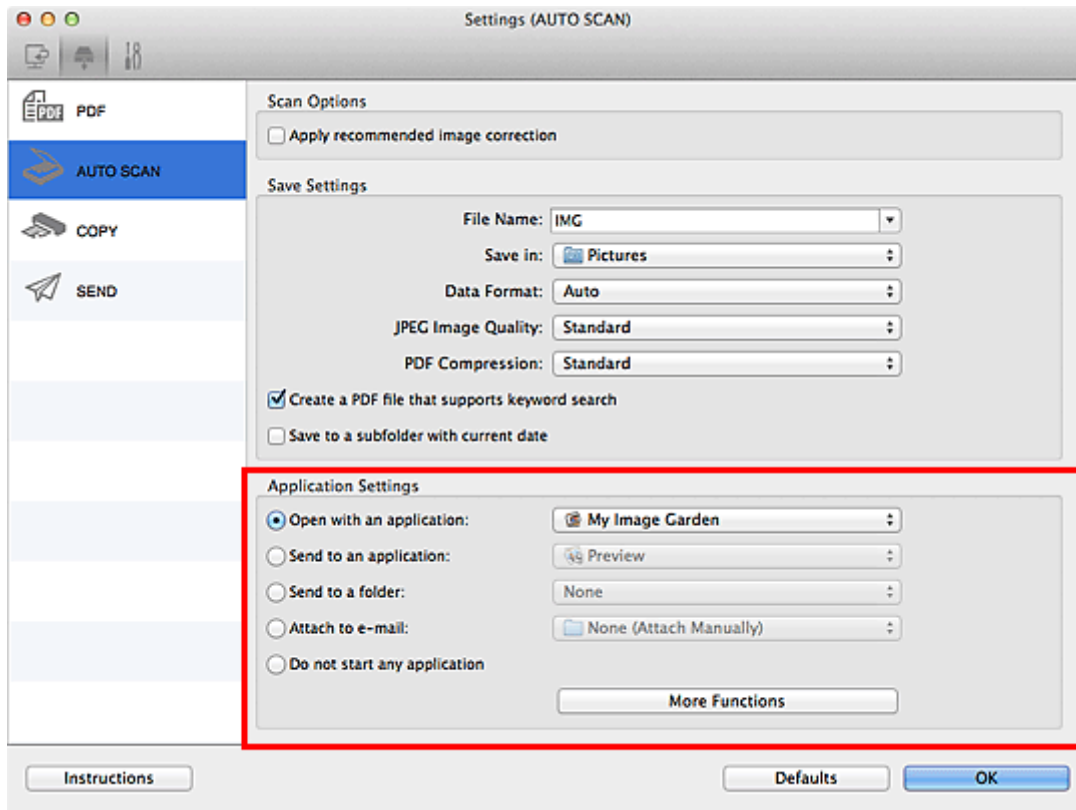 Settings (AUTO SCAN)
PDF
PDF
AUTO SCAN
COPY
SEND
Scan Options
Apply recommended image correction
Save Settings
File Name: IMG
Save in: Pictures
Data Format: Auto
JPEG Image Quality: Standard
PDF Compression: Standard
Create a PDF file that supports keyword search
Save to a subfolder with current date
Application Settings
Open with an application: My Image Garden
Send to an application: Preview
Send to a folder: None
Attach to e-mail: None (Attach Manually)
Do not start any application
More Functions
Instructions
Defaults
OK